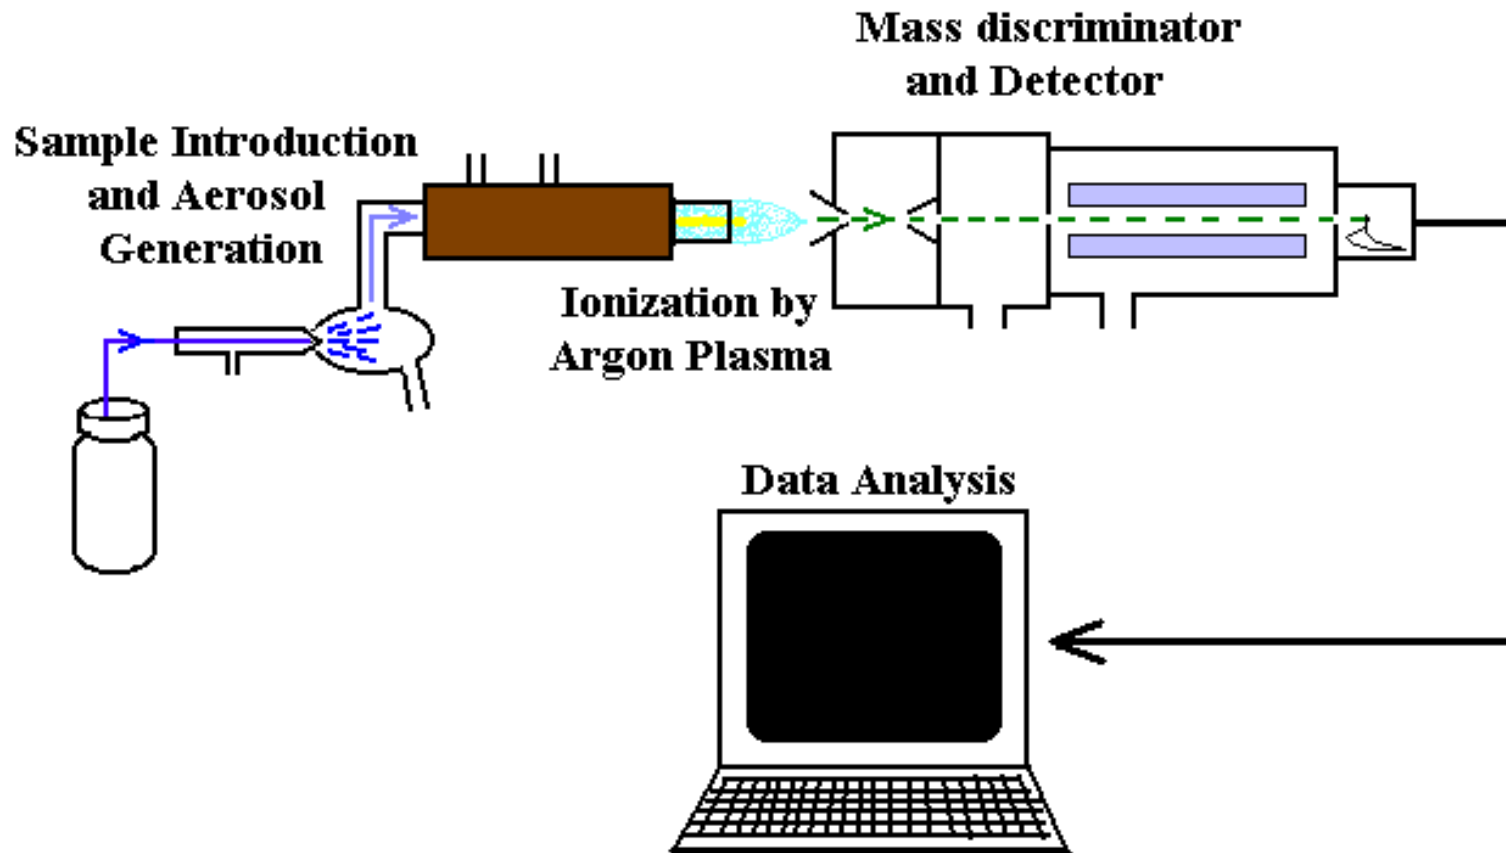 Sample Introduction
and Aerosol
Generation
Ionization by
Argon Plasma
Mass discriminator
and Detector
Data Analysis